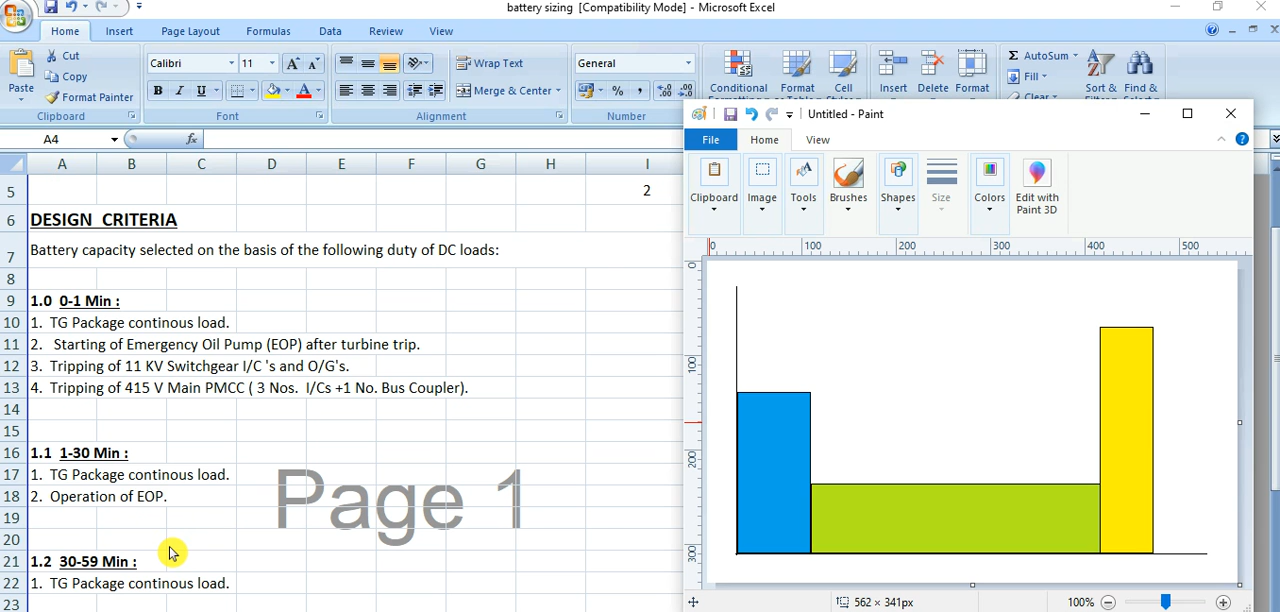 battery sizing [Compatibility Mode] - Microsoft Excel
Home Insert Page Layout Formulas Data Review View
Paste
Cut
Copy
Format Painter
Clipboard
Calibri 11
B I U
Font
Wrap Text
Merge & Center
Alignment
General
% ,
Number
Conditional
Format
Cell
Insert Delete Format
Σ AutoSum
Fill
Clear
Sort & Find &
A4 fx
A B C D E F G H I
5 2
6 DESIGN CRITERIA
7 Battery capacity selected on the basis of the following duty of DC loads:
8
9 1.0 0-1 Min :
10 1. TG Package continous load.
11 2. Starting of Emergency Oil Pump (EOP) after turbine trip.
12 3. Tripping of 11 KV Switchgear I/C 's and O/G's.
13 4. Tripping of 415 V Main PMCC ( 3 Nos. I/Cs +1 No. Bus Coupler).
14
15
16 1.1 1-30 Min :
17 1. TG Package continous load.
18 2. Operation of EOP.
Page 1
19
20
21 1.2 30-59 Min :
22 1. TG Package continous load.
23
Untitled - Paint
File Home View
Clipboard Image Tools Brushes Shapes Size Colors Edit with
Paint 3D
0 100 200 300 400 500
0
100
200
300
562 × 341px 100%